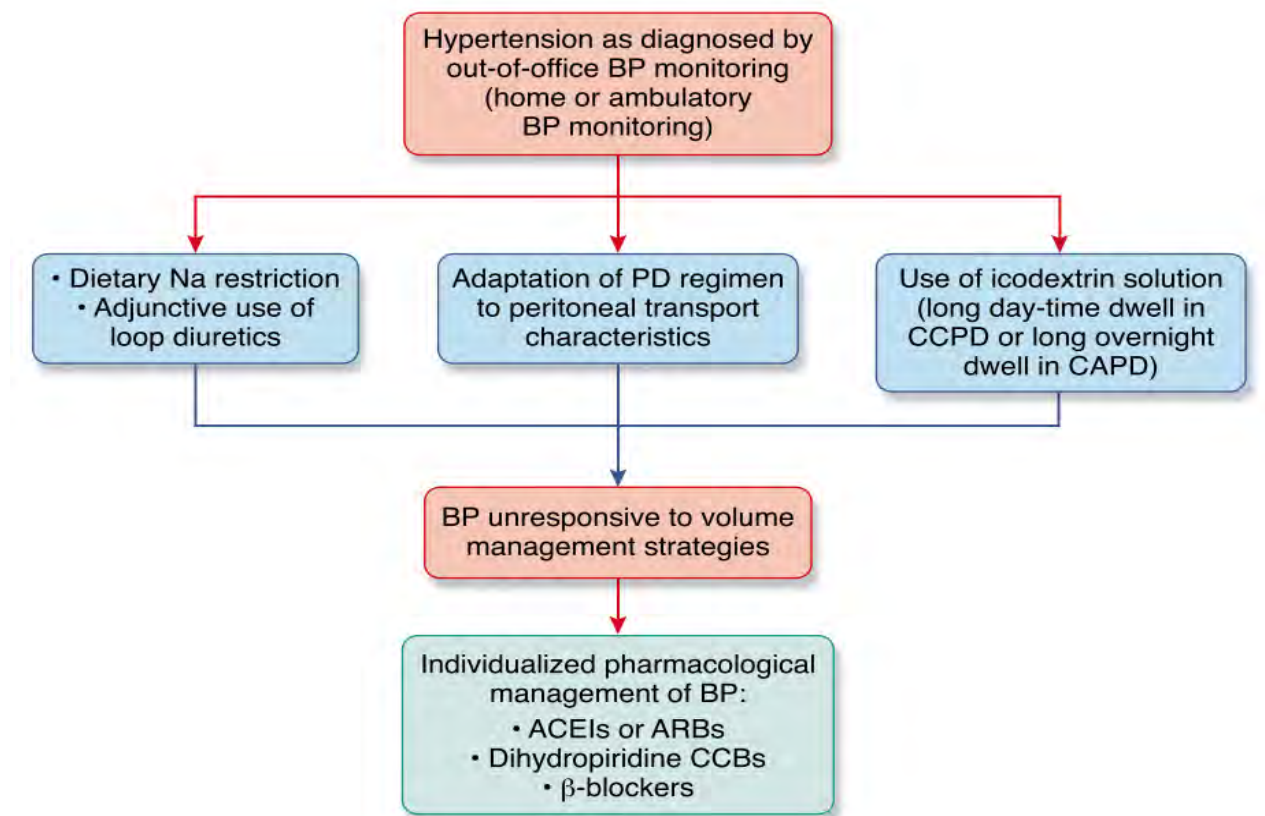 Hypertension as diagnosed by
out-of-office BP monitoring
(home or ambulatory
BP monitoring)
• Dietary Na restriction
• Adjunctive use of
loop diuretics
Adaptation of PD regimen
to peritoneal transport
characteristics
Use of icodextrin solution
(long day-time dwell in
CCPD or long overnight
dwell in CAPD)
BP unresponsive to volume
management strategies
Individualized pharmacological
management of BP:
• ACEIs or ARBs
• Dihydropiridine CCBs
• β-blockers